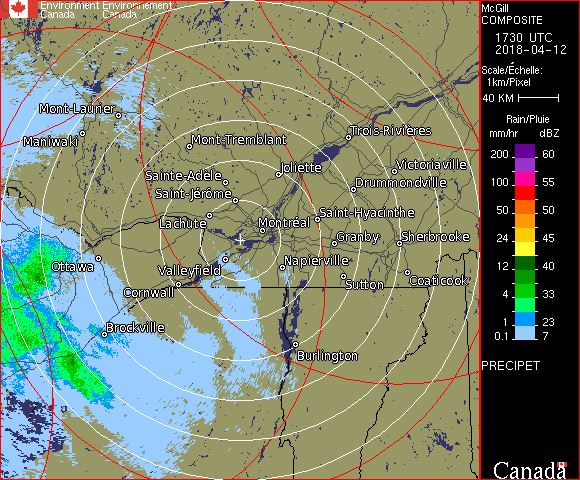 Environment Environnement
Canada Canada
McGill
COMPOSITE
1730 UTC
2018-04-12
Scale/Échelle:
1km/Pixel
40 KM
Rain/Pluie
mm/hr dBZ
200 60
100 55
50 50
24 45
12 40
4 33
1 23
0.1 7
PRECIPET
Canada
Mont-Laurier
Maniwaki
Mont-Tremblant
Trois-Rivières
Victoriaville
Joliette
Sainte-Adèle
Drummondville
Saint-Jérôme
Saint-Hyacinthe
Lachute
Montréal
Granby
Sherbrooke
Ottawa
Napierville
Valleyfield
Coaticook
Sutton
Cornwall
Brockville
Burlington